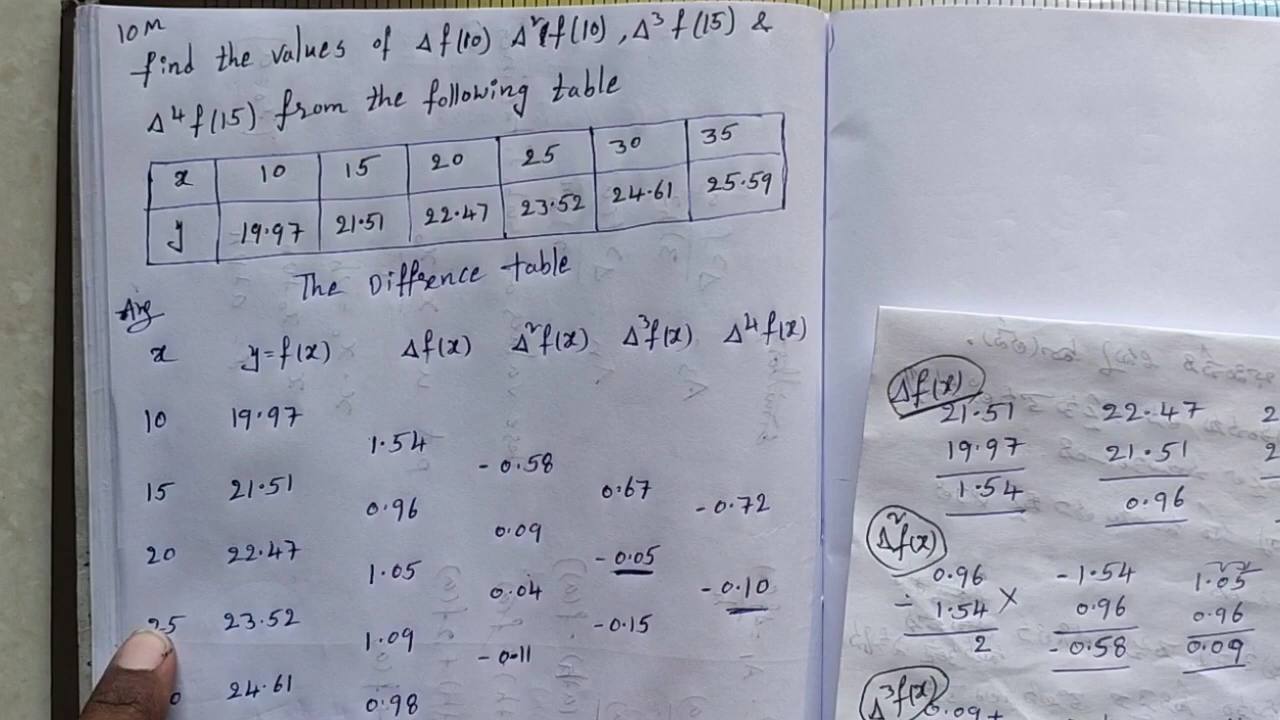 10M
find the values of Δf(10) Δ²f(10), Δ³f(15) &
Δ⁴f(15) from the following table
x 10 15 20 25 30 35
y 19.97 21.51 22.47 23.52 24.61 25.59
The Diffrence table
x y=f(x) Δf(x) Δ²f(x) Δ³f(x) Δ⁴f(x)
10 19.97
1.54
-0.58
15 21.51 0.67
0.96 -0.72
0.09
20 22.47 -0.05
1.05
0.04 -0.10
25 23.52 -0.15
1.09
-0.11
0 24.61
0.98
Δf(x)
21.51 22.47 2
19.97 21.51 2
1.54 0.96
Δ²f(x)
0.96 -1.54 1.05
- 1.54 × 0.96 0.96
2 -0.58 0.09
Δ³f(x)
0.09+